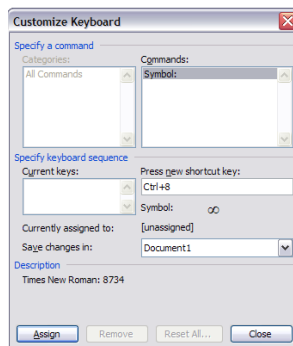 Customize Keyboard
Specify a command
Categories: Commands:
All Commands Symbol:
Specify keyboard sequence
Current keys: Press new shortcut key:
Ctrl+8
Symbol: ∞
Currently assigned to: [unassigned]
Save changes in: Document1
Description
Times New Roman: 8734
Assign Remove Reset All... Close